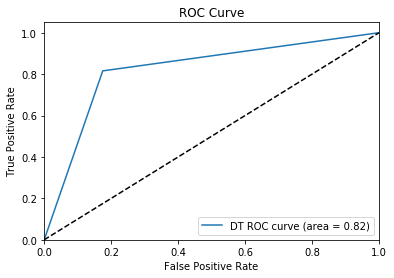 ROC Curve
1.0
0.8
0.6
0.4
0.2
0.0
True Positive Rate
DT ROC curve (area = 0.82)
0.0 0.2 0.4 0.6 0.8 1.0
False Positive Rate